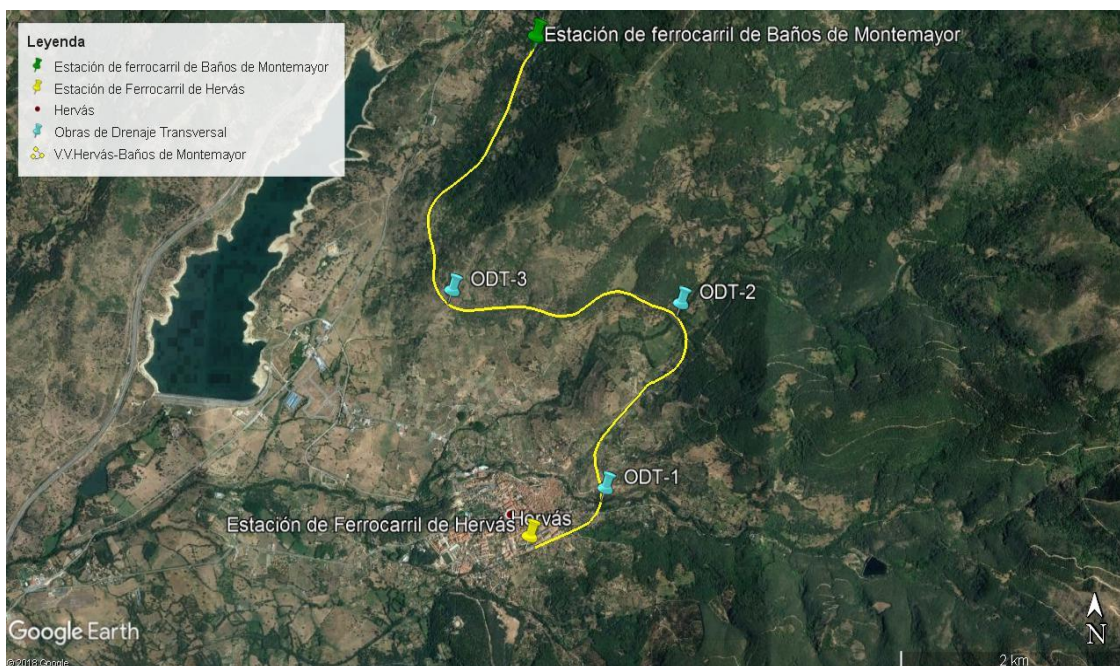 Leyenda
Estación de ferrocarril de Baños de Montemayor
Estación de Ferrocarril de Hervás
Hervás
Obras de Drenaje Transversal
V.V.Hervás-Baños de Montemayor
Estación de ferrocarril de Baños de Montemayor
ODT-3
ODT-2
ODT-1
Hervás
Estación de Ferrocarril de Hervás
Google Earth
N
© 2018 Google
2 km